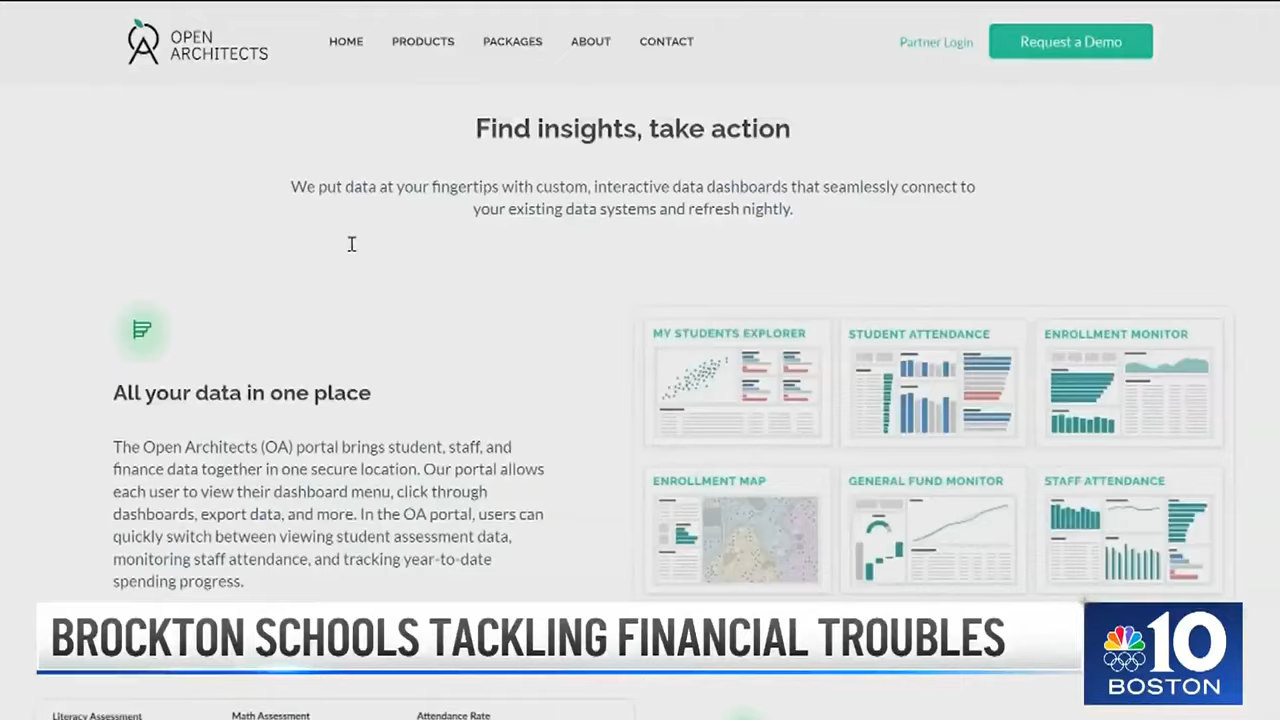 OPEN
ARCHITECTS
HOME
PRODUCTS
PACKAGES
ABOUT
CONTACT
Partner Login
Request a Demo
Find insights, take action
We put data at your fingertips with custom, interactive data dashboards that seamlessly connect to
your existing data systems and refresh nightly.
All your data in one place
The Open Architects (OA) portal brings student, staff, and
finance data together in one secure location. Our portal allows
each user to view their dashboard menu, click through
dashboards, export data, and more. In the OA portal, users can
quickly switch between viewing student assessment data,
monitoring staff attendance, and tracking year-to-date
spending progress.
MY STUDENTS EXPLORER
STUDENT ATTENDANCE
ENROLLMENT MONITOR
ENROLLMENT MAP
GENERAL FUND MONITOR
STAFF ATTENDANCE
BROCKTON SCHOOLS TACKLING FINANCIAL TROUBLES
10
BOSTON
Literacy Assessment
Math Assessment
Attendance Rate